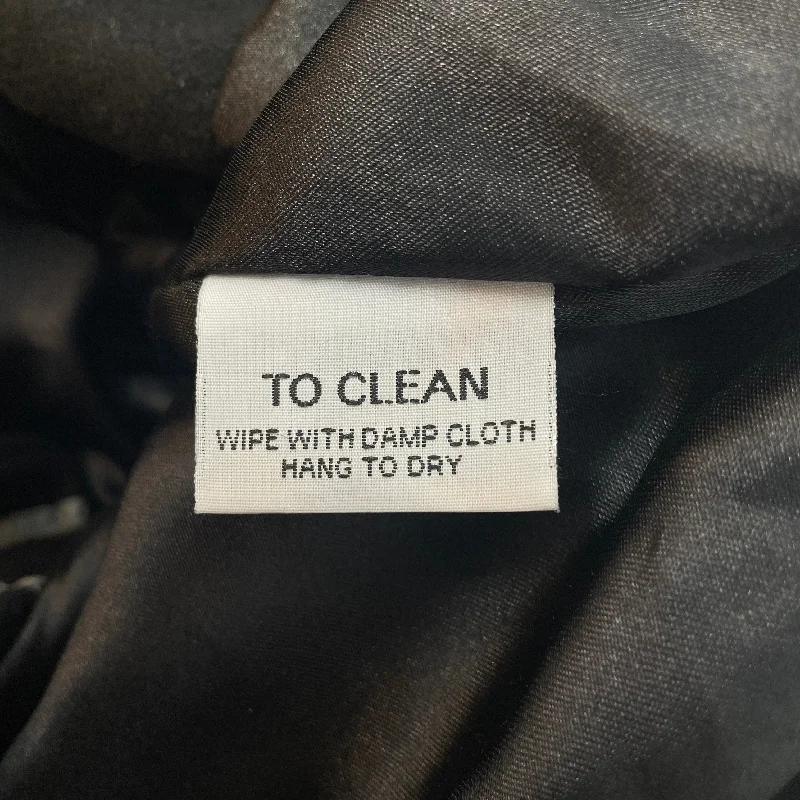 TO CLEAN
WIPE WITH DAMP CLOTH
HANG TO DRY